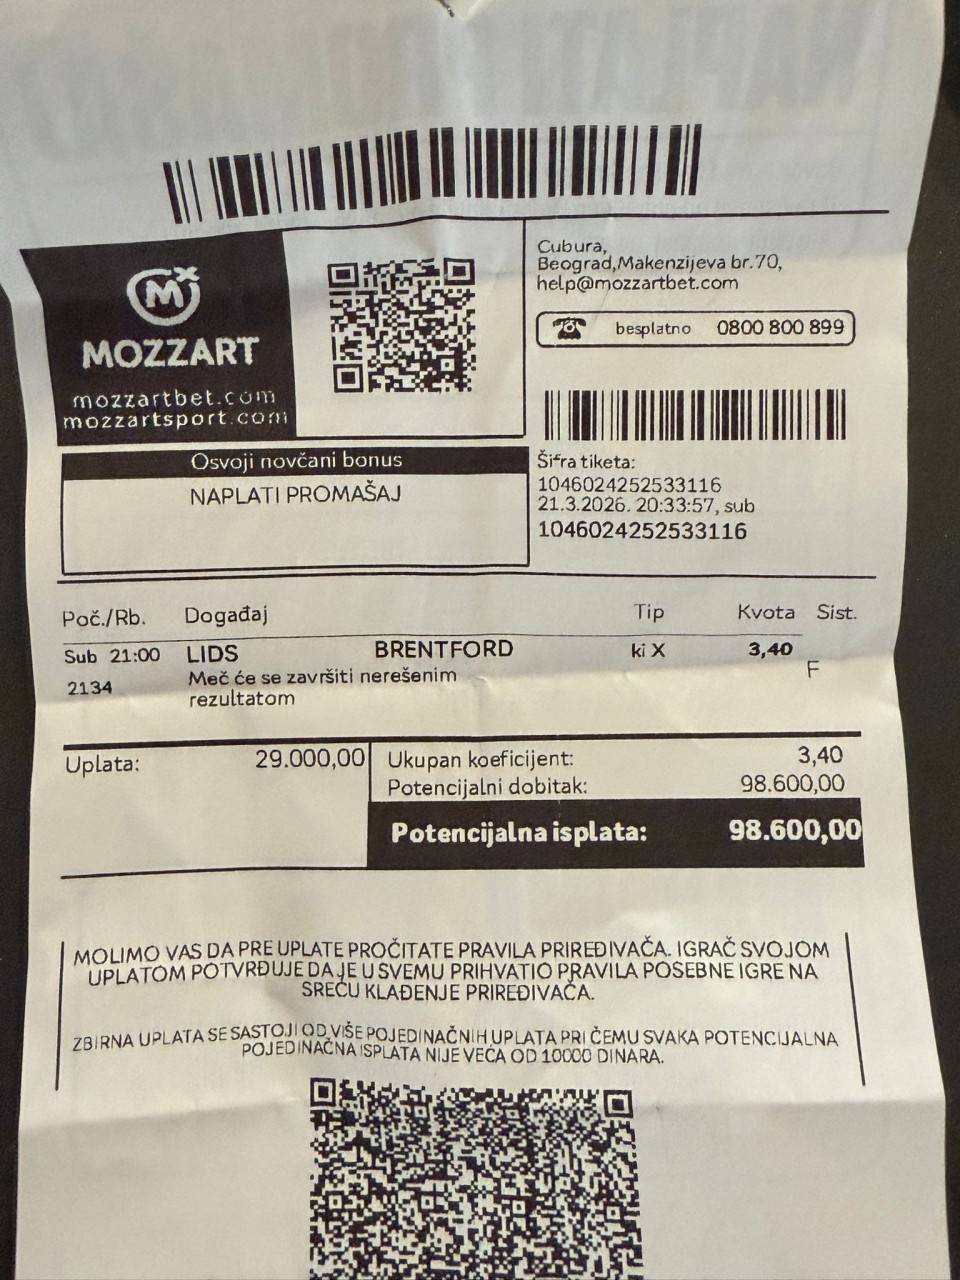 Cubura,
Beograd,Makenzijeva br.70,
help@mozzartbet.com
besplatno 0800 800 899
MOZZART
mozzartbet.com
mozzartsport.com
Osvoji novčani bonus
NAPLATI PROMAŠAJ
Šifra tiketa:
1046024252533116
21.3.2026. 20:33:57, sub
1046024252533116
Poč./Rb. Događaj Tip Kvota Sist.
Sub 21:00 LIDS BRENTFORD ki X 3,40
F
2134 Meč će se završiti nerešenim
rezultatom
Uplata: 29.000,00
Ukupan koeficijent: 3,40
Potencijalni dobitak: 98.600,00
Potencijalna isplata: 98.600,00
MOLIMO VAS DA PRE UPLATE PROČITATE PRAVILA PRIREĐIVAČA. IGRAČ SVOJOM
UPLATOM POTVRĐUJE DA JE U SVEMU PRIHVATIO PRAVILA POSEBNE IGRE NA
SREĆU KLAĐENJE PRIREĐIVAČA.
ZBIRNA UPLATA SE SASTOJI OD VIŠE POJEDINAČNIH UPLATA PRI ČEMU SVAKA POTENCIJALNA
POJEDINAČNA ISPLATA NIJE VEĆA OD 10000 DINARA.